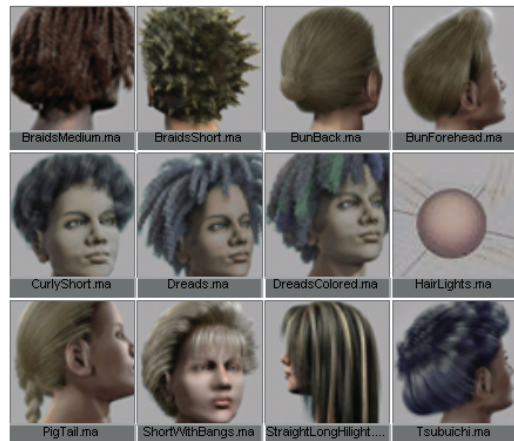 BraidsMedium.ma
BraidsShort.ma
BunBack.ma
BunForehead.ma
CurlyShort.ma
Dreads.ma
DreadsColored.ma
HairLights.ma
PigTail.ma
ShortWithBangs.ma
StraightLongHilight....
Tsubuichi.ma